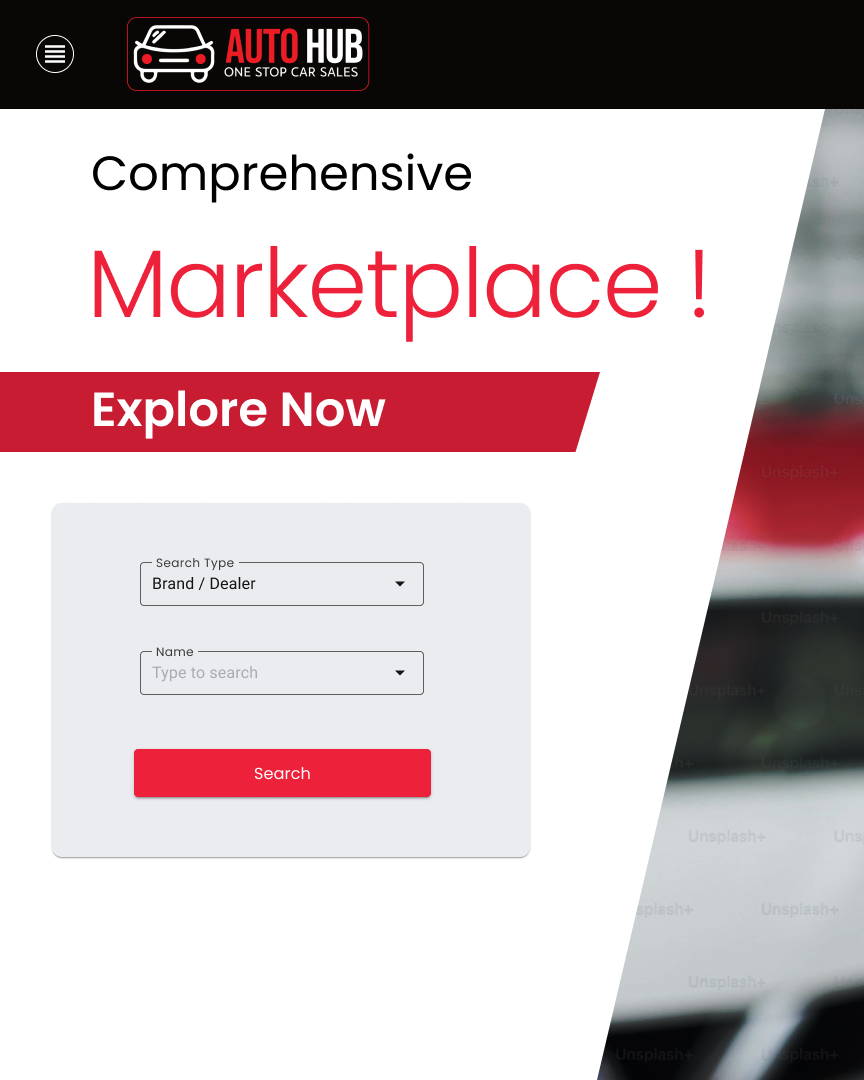 AUTO HUB
ONE STOP CAR SALES
Comprehensive
Marketplace !
Explore Now
Search Type
Brand / Dealer
Name
Type to search
Search
Unsplash+
Unsplash+
Unsplash+
Unsplash+
Unsplash+
Unsplash+
Unsplash+
Unsplash+
Unsplash+